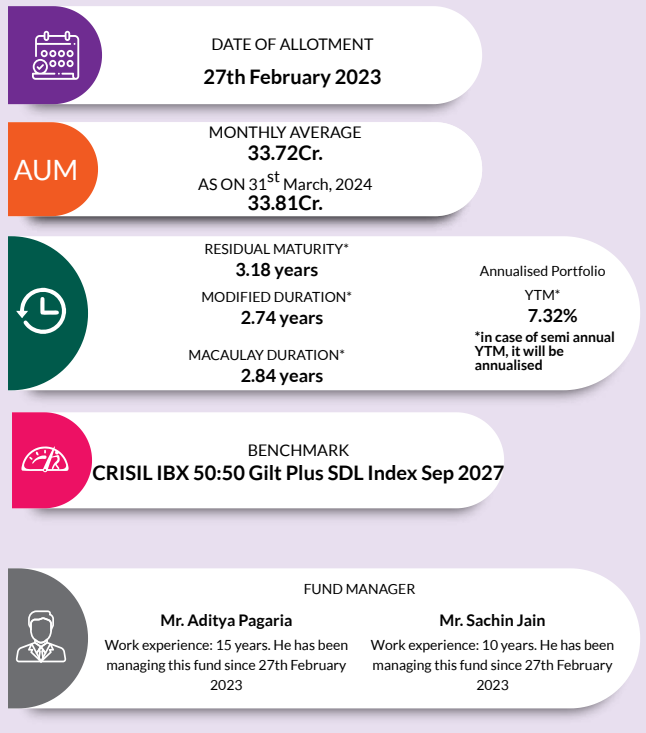 DATE OF ALLOTMENT
27th February 2023
AUM
MONTHLY AVERAGE
33.72Cr.
AS ON 31st March, 2024
33.81Cr.
RESIDUAL MATURITY*
3.18 years
MODIFIED DURATION*
2.74 years
MACAULAY DURATION*
2.84 years
Annualised Portfolio
YTM*
7.32%
*in case of semi annual
YTM, it will be
annualised
BENCHMARK
CRISIL IBX 50:50 Gilt Plus SDL Index Sep 2027
FUND MANAGER
Mr. Aditya Pagaria
Work experience: 15 years. He has been
managing this fund since 27th February
2023
Mr. Sachin Jain
Work experience: 10 years. He has been
managing this fund since 27th February
2023